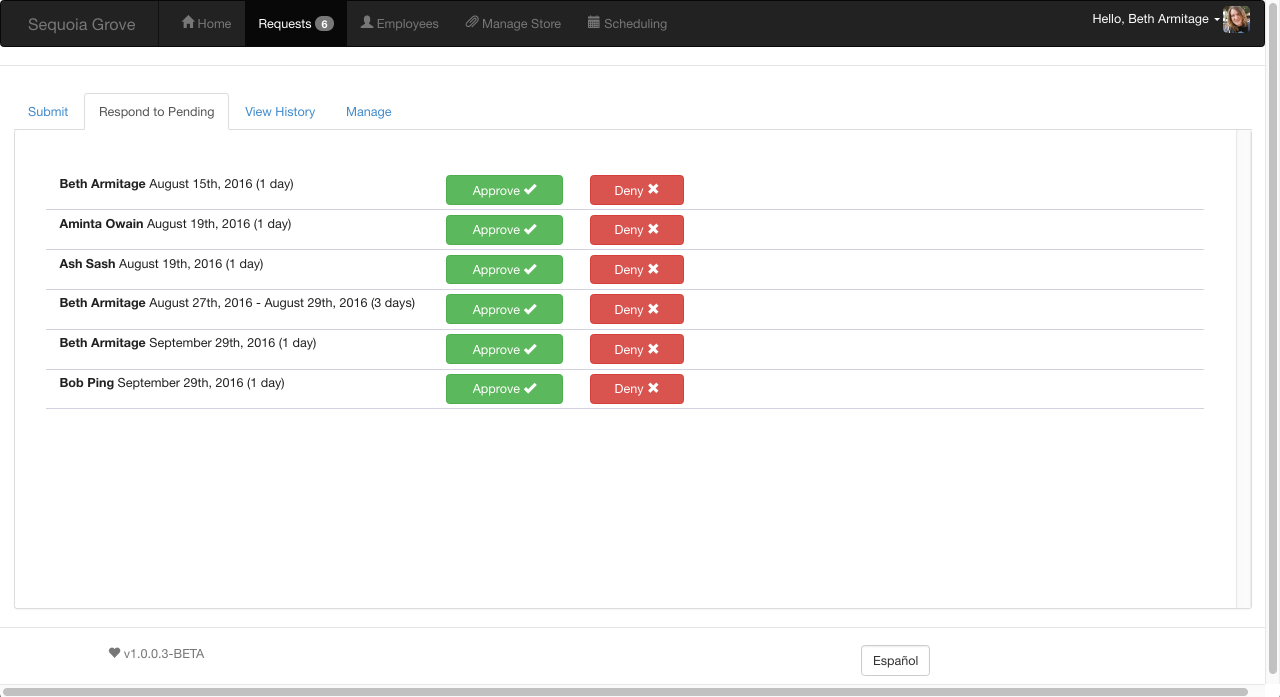 Sequoia Grove Home Requests 6 Employees Manage Store Scheduling Hello, Beth Armitage
Submit Respond to Pending View History Manage
Beth Armitage August 15th, 2016 (1 day) Approve Deny
Aminta Owain August 19th, 2016 (1 day) Approve Deny
Ash Sash August 19th, 2016 (1 day) Approve Deny
Beth Armitage August 27th, 2016 - August 29th, 2016 (3 days) Approve Deny
Beth Armitage September 29th, 2016 (1 day) Approve Deny
Bob Ping September 29th, 2016 (1 day) Approve Deny
v1.0.0.3-BETA Español